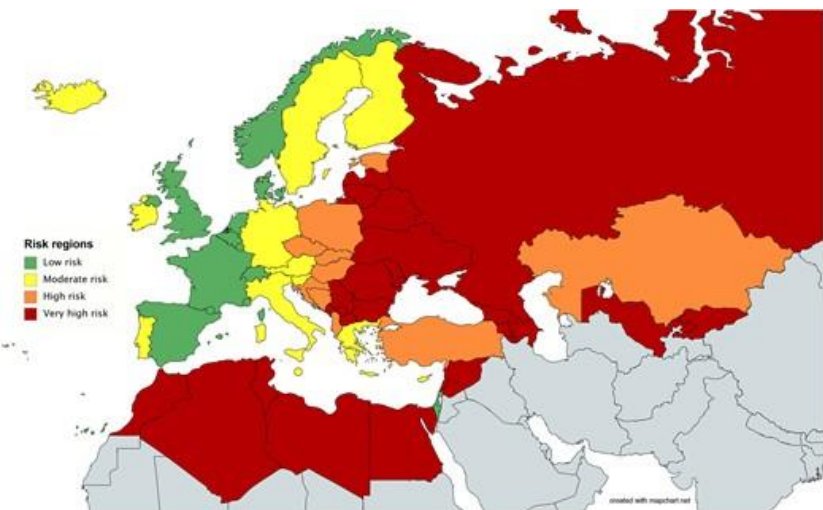 Risk regions
Low risk
Moderate risk
High risk
Very high risk
created with mapchart.net